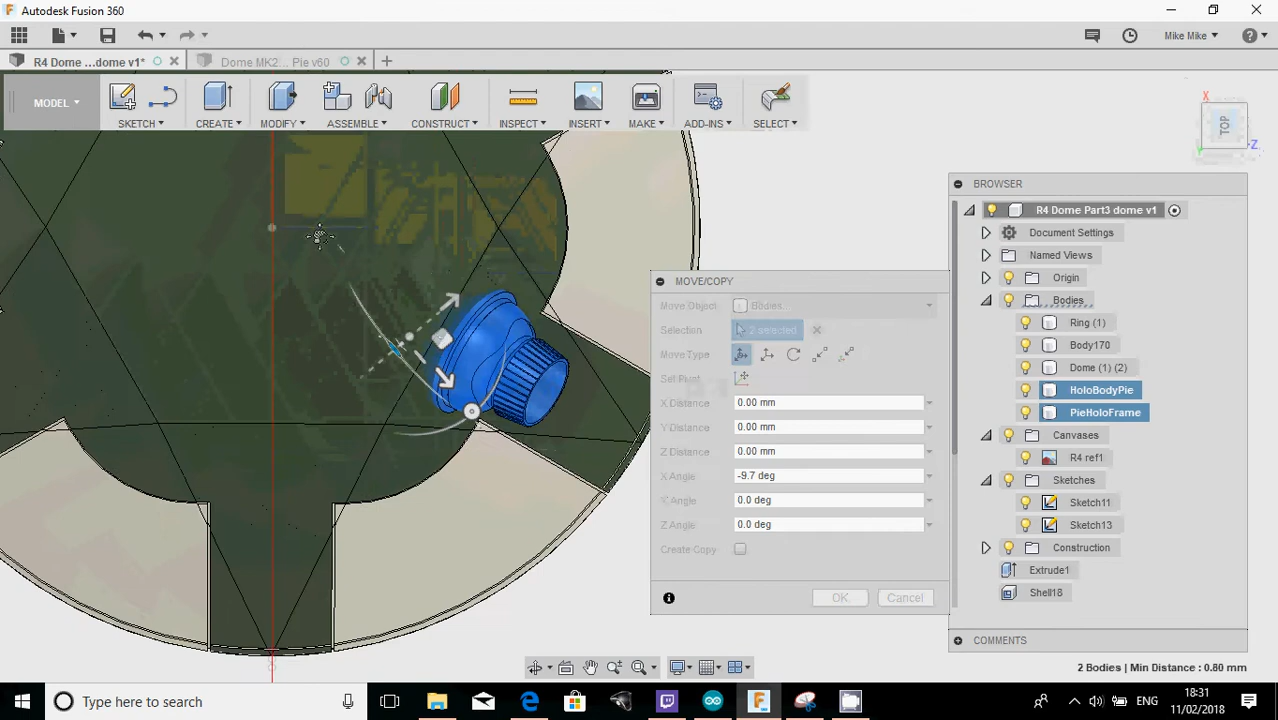 Autodesk Fusion 360
Mike Mike
R4 Dome ...dome v1*
Dome MK2... Pie v60
MODEL
SKETCH
CREATE
MODIFY
ASSEMBLE
CONSTRUCT
INSPECT
INSERT
MAKE
ADD-INS
SELECT
X
TOP
Y
Z
BROWSER
R4 Dome Part3 dome v1
Document Settings
Named Views
Origin
Bodies
Ring (1)
Body170
Dome (1) (2)
HoloBodyPie
PieHoloFrame
Canvases
R4 ref1
Sketches
Sketch11
Sketch13
Construction
Extrude1
Shell18
COMMENTS
MOVE/COPY
Move Object
Bodies
Selection
2 selected
Move Type
Set Pivot
X Distance
0.00 mm
Y Distance
0.00 mm
Z Distance
0.00 mm
X Angle
-9.7 deg
Y Angle
0.0 deg
Z Angle
0.0 deg
Create Copy
OK
Cancel
2 Bodies | Min Distance : 0.80 mm
Type here to search
ENG
18:31
11/02/2018